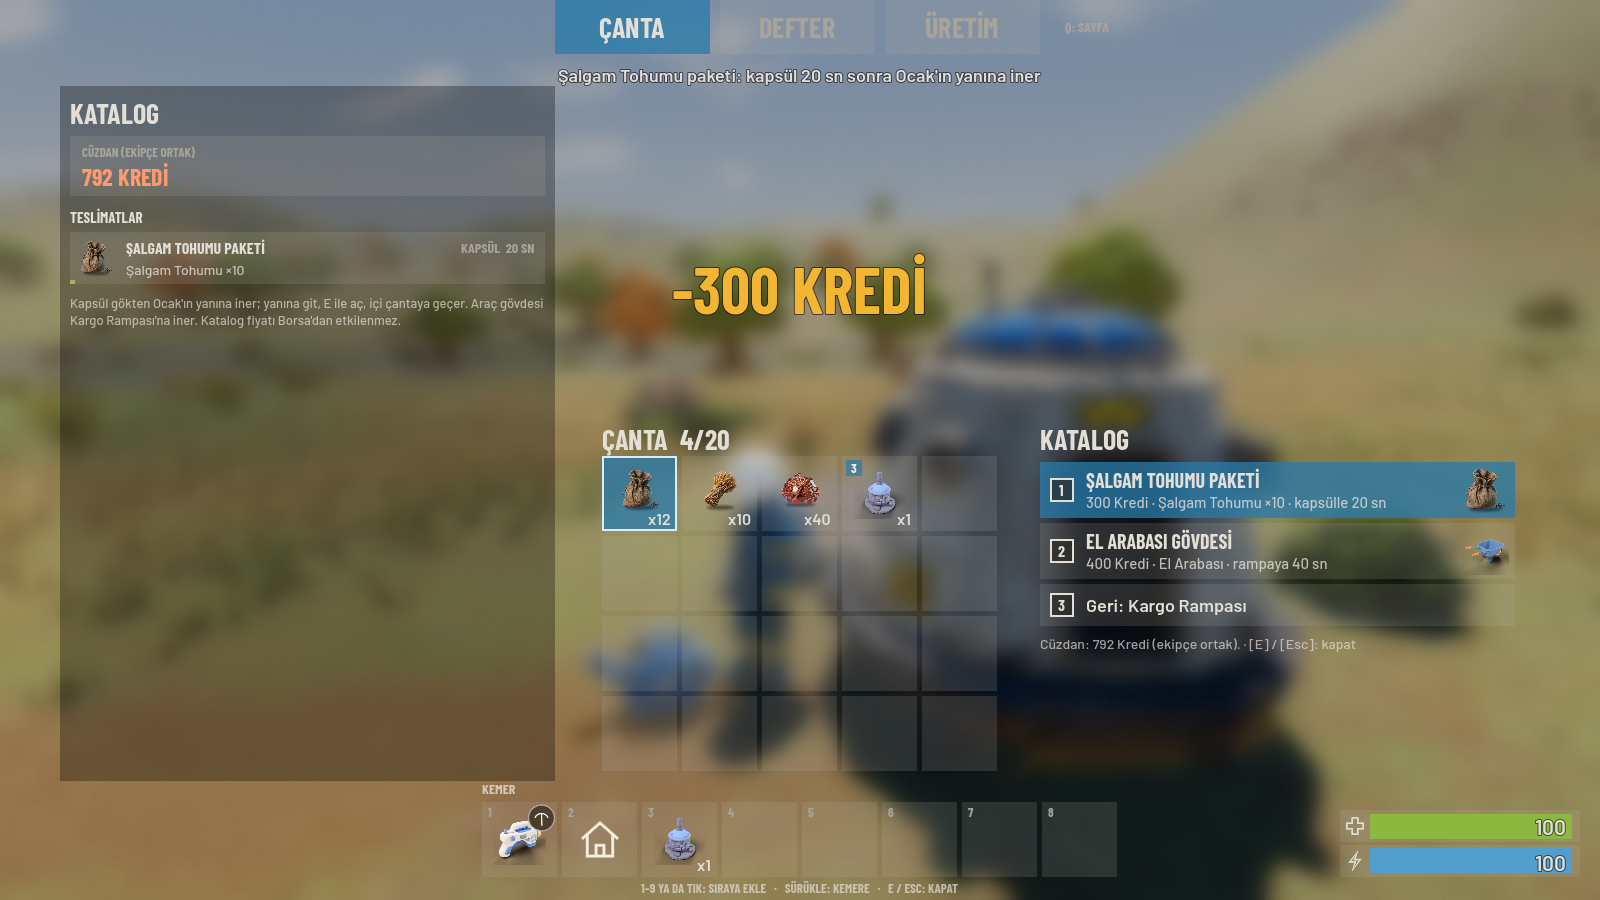 ÇANTA
DEFTER
ÜRETİM
Q: SAYFA
Şalgam Tohumu paketi: kapsül 20 sn sonra Ocak'ın yanına iner
KATALOG
CÜZDAN (EKİPÇE ORTAK)
792 KREDİ
TESLİMATLAR
ŞALGAM TOHUMU PAKETİ
KAPSÜL 20 SN
Şalgam Tohumu ×10
Kapsül gökten Ocak'ın yanına iner; yanına git, E ile aç, içi çantaya geçer. Araç gövdesi
Kargo Rampası'na iner. Katalog fiyatı Borsa'dan etkilenmez.
-300 KREDİ
ÇANTA 4/20
x12
x10
x40
3
x1
KATALOG
1
ŞALGAM TOHUMU PAKETİ
300 Kredi · Şalgam Tohumu ×10 · kapsülle 20 sn
2
EL ARABASI GÖVDESİ
400 Kredi · El Arabası · rampaya 40 sn
3
Geri: Kargo Rampası
Cüzdan: 792 Kredi (ekipçe ortak). · [E] / [Esc]: kapat
KEMER
1
2
3
x1
4
5
6
7
8
1-9 YA DA TIK: SIRAYA EKLE · SÜRÜKLE: KEMERE · E / ESC: KAPAT
100
100